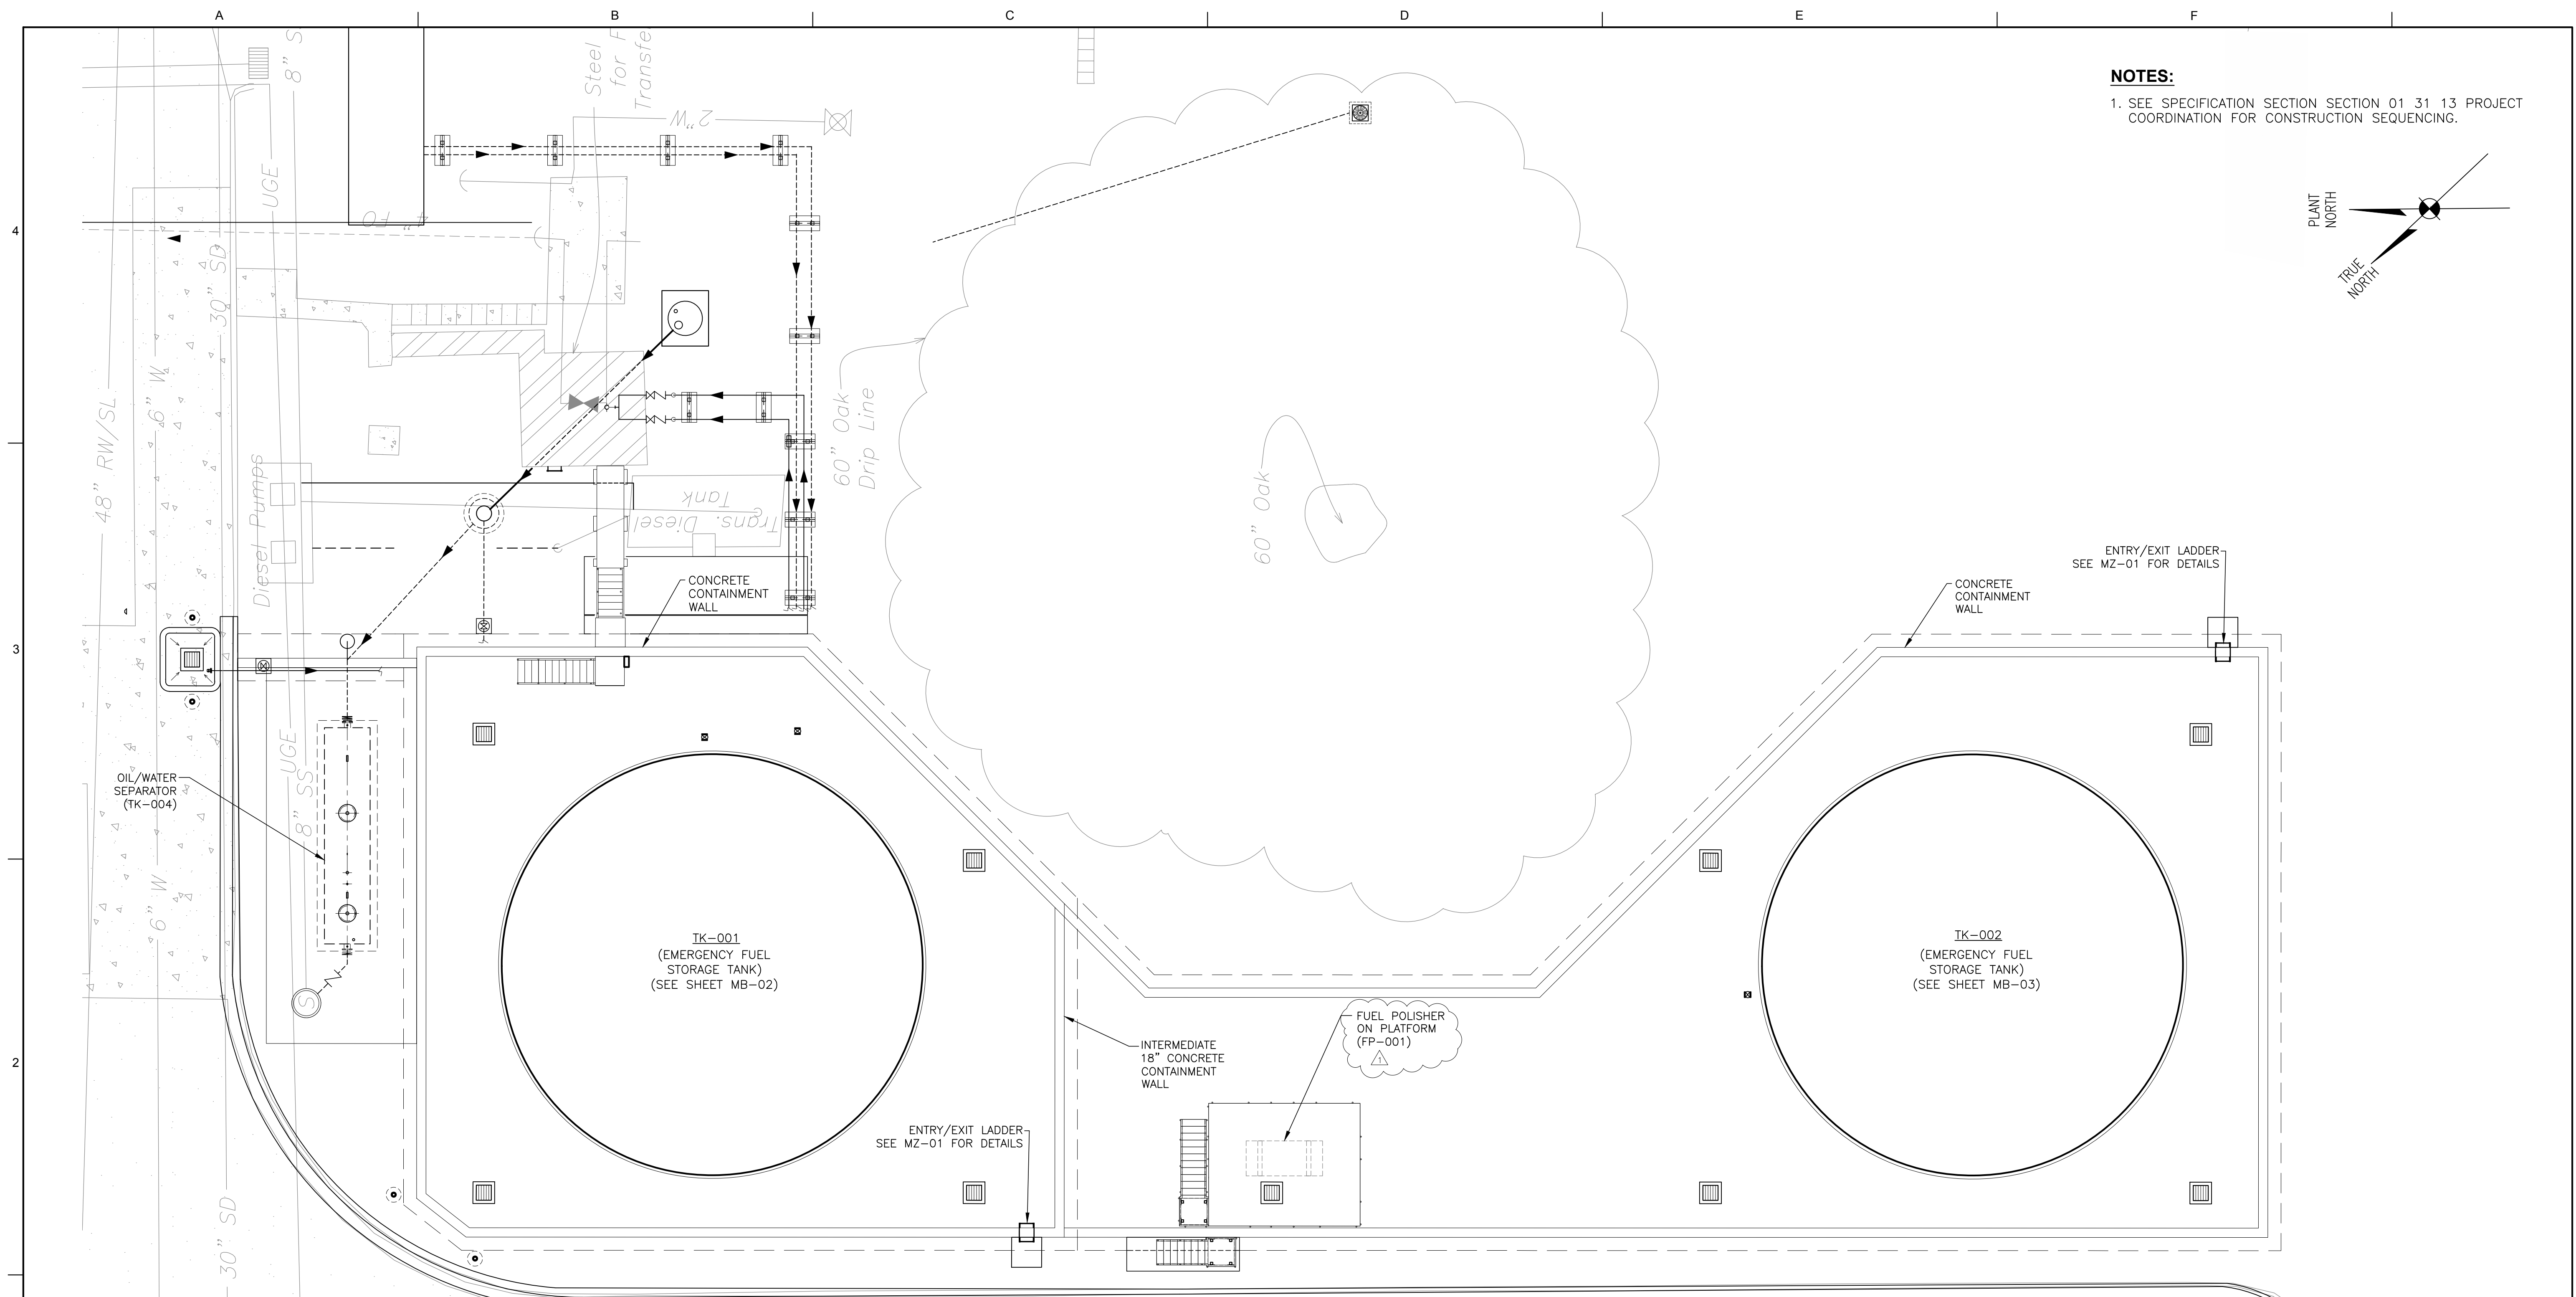 A
B
C
D
E
F
4
3
2
NOTES:
1. SEE SPECIFICATION SECTION SECTION 01 31 13 PROJECT
COORDINATION FOR CONSTRUCTION SEQUENCING.
PLANT
NORTH
TRUE
NORTH
8" S
Steel
for F
Transfe
2"W
UGE
4" FO
30" SD
6" W
6" W
48" RW/SL
60" Oak
Drip Line
60" Oak
Diesel Pumps
Trans. Diesel
Tank
CONCRETE
CONTAINMENT
WALL
ENTRY/EXIT LADDER
SEE MZ-01 FOR DETAILS
CONCRETE
CONTAINMENT
WALL
OIL/WATER
SEPARATOR
(TK-004)
UGE
8" SS
6" W
S
TK-001
(EMERGENCY FUEL
STORAGE TANK)
(SEE SHEET MB-02)
TK-002
(EMERGENCY FUEL
STORAGE TANK)
(SEE SHEET MB-03)
FUEL POLISHER
ON PLATFORM
(FP-001)
1
INTERMEDIATE
18" CONCRETE
CONTAINMENT
WALL
ENTRY/EXIT LADDER
SEE MZ-01 FOR DETAILS
30" SD